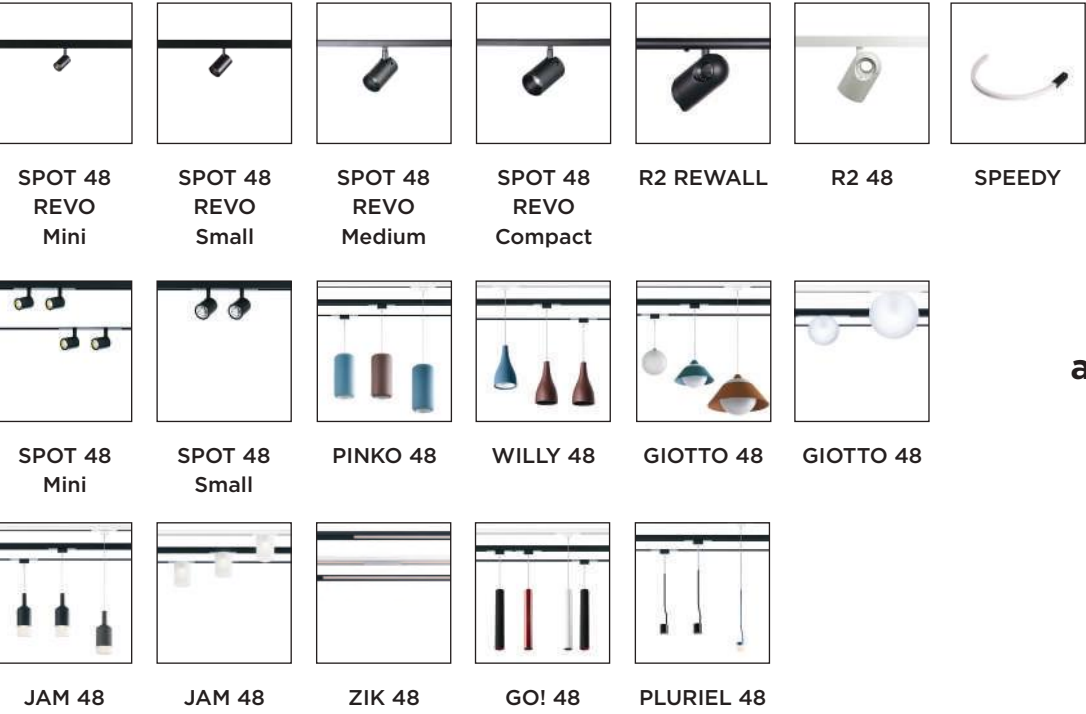 SPOT 48 REVO Mini
SPOT 48 REVO Small
SPOT 48 REVO Medium
SPOT 48 REVO Compact
R2 REWALL
R2 48
SPEEDY
SPOT 48 Mini
SPOT 48 Small
PINKO 48
WILLY 48
GIOTTO 48
GIOTTO 48
a
JAM 48
JAM 48
ZIK 48
GO! 48
PLURIEL 48